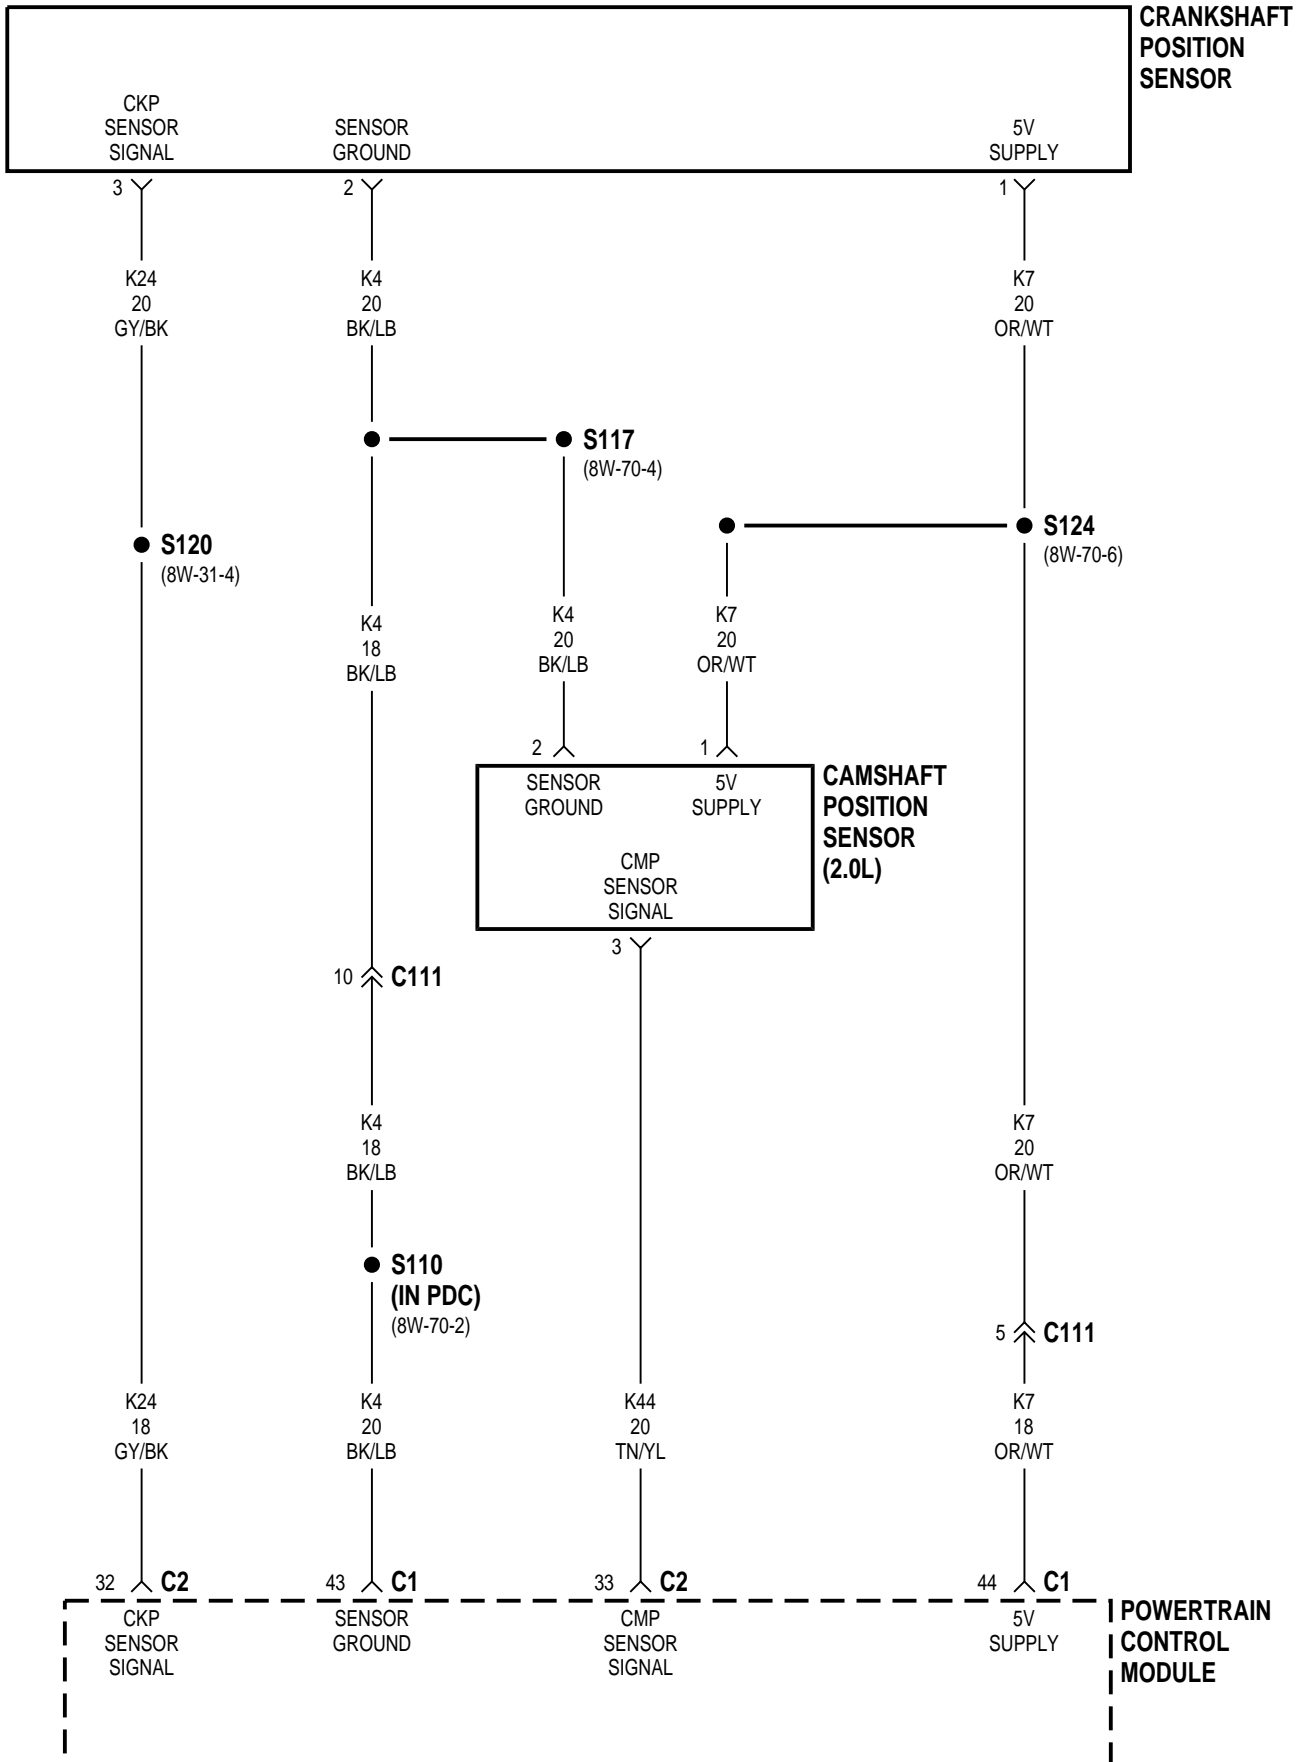 CRANKSHAFT
POSITION
SENSOR
CKP
SENSOR
SIGNAL
SENSOR
GROUND
5V
SUPPLY
3
2
1
K24
20
GY/BK
K4
20
BK/LB
K7
20
OR/WT
S117
(8W-70-4)
S124
(8W-70-6)
S120
(8W-31-4)
K4
18
BK/LB
K4
20
BK/LB
K7
20
OR/WT
2
1
SENSOR
GROUND
5V
SUPPLY
CMP
SENSOR
SIGNAL
CAMSHAFT
POSITION
SENSOR
(2.0L)
3
10
C111
K4
18
BK/LB
K7
20
OR/WT
S110
(IN PDC)
(8W-70-2)
5
C111
K24
18
GY/BK
K4
20
BK/LB
K44
20
TN/YL
K7
18
OR/WT
32
C2
43
C1
33
C2
44
C1
CKP
SENSOR
SIGNAL
SENSOR
GROUND
CMP
SENSOR
SIGNAL
5V
SUPPLY
POWERTRAIN
CONTROL
MODULE